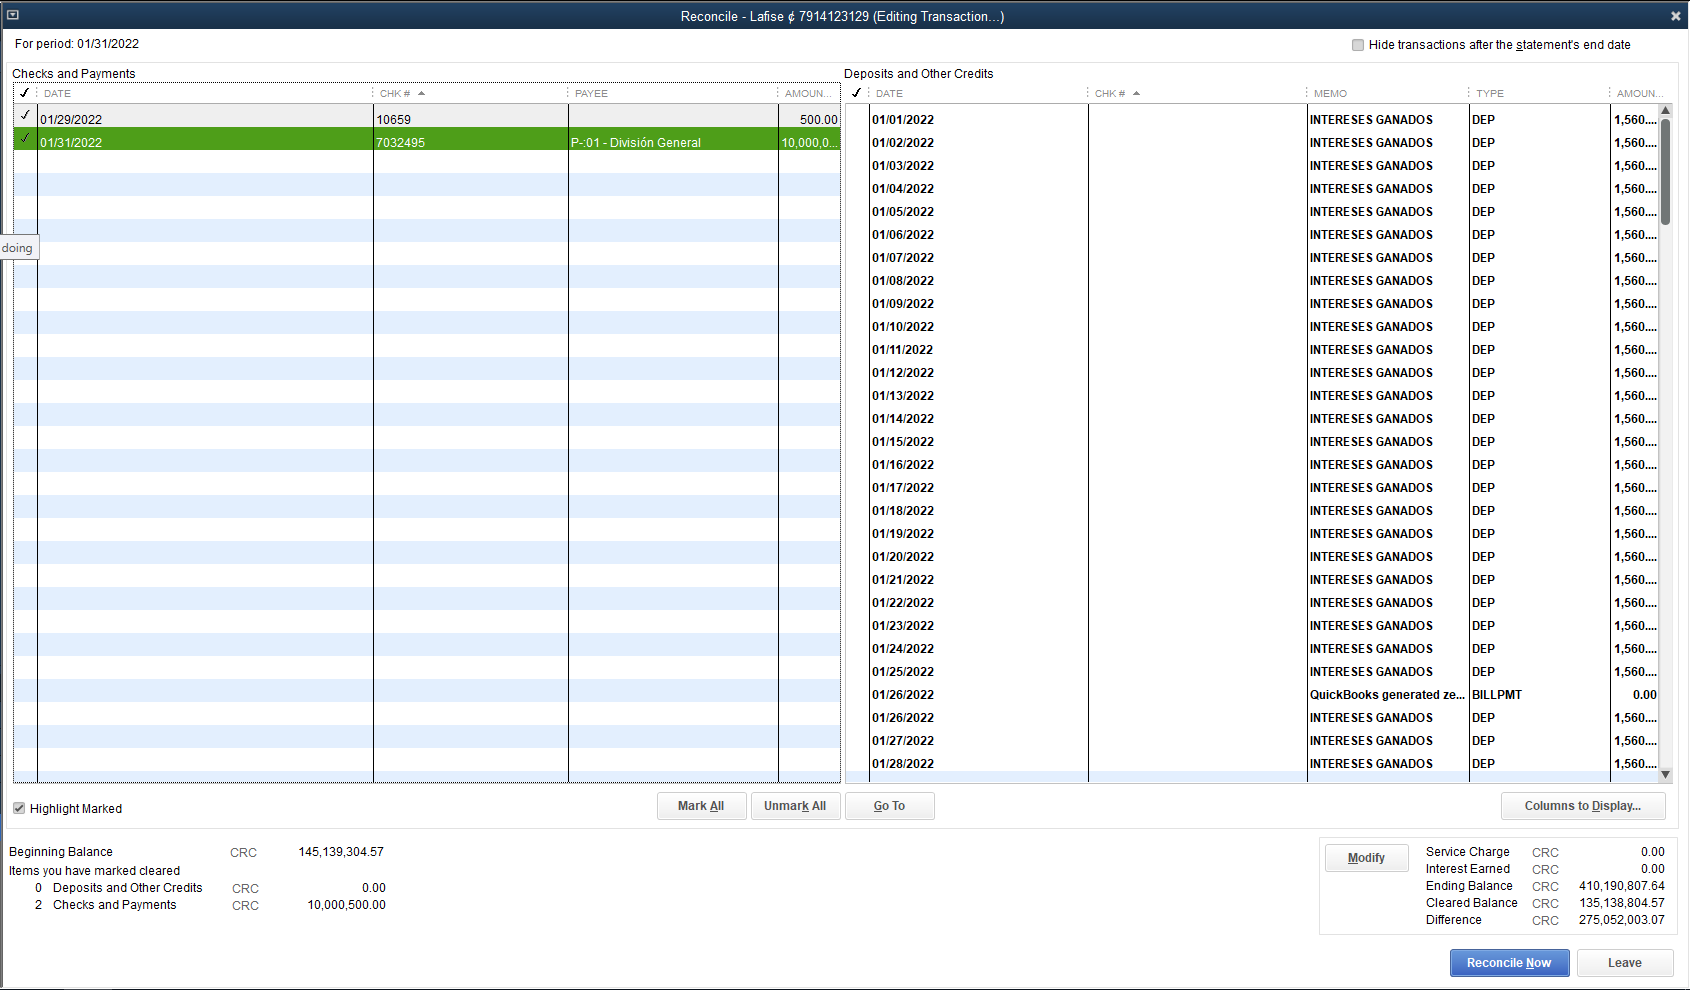 Reconcile - Lafise ¢ 7914123129 (Editing Transaction...)
For period: 01/31/2022
Hide transactions after the statement's end date
Checks and Payments
✓ DATE CHK # PAYEE AMOUN...
✓ 01/29/2022 10659 500.00
✓ 01/31/2022 7032495 P-:01 - División General 10,000,0...
doing
Deposits and Other Credits
✓ DATE CHK # MEMO TYPE AMOUN...
01/01/2022 INTERESES GANADOS DEP 1,560....
01/02/2022 INTERESES GANADOS DEP 1,560....
01/03/2022 INTERESES GANADOS DEP 1,560....
01/04/2022 INTERESES GANADOS DEP 1,560....
01/05/2022 INTERESES GANADOS DEP 1,560....
01/06/2022 INTERESES GANADOS DEP 1,560....
01/07/2022 INTERESES GANADOS DEP 1,560....
01/08/2022 INTERESES GANADOS DEP 1,560....
01/09/2022 INTERESES GANADOS DEP 1,560....
01/10/2022 INTERESES GANADOS DEP 1,560....
01/11/2022 INTERESES GANADOS DEP 1,560....
01/12/2022 INTERESES GANADOS DEP 1,560....
01/13/2022 INTERESES GANADOS DEP 1,560....
01/14/2022 INTERESES GANADOS DEP 1,560....
01/15/2022 INTERESES GANADOS DEP 1,560....
01/16/2022 INTERESES GANADOS DEP 1,560....
01/17/2022 INTERESES GANADOS DEP 1,560....
01/18/2022 INTERESES GANADOS DEP 1,560....
01/19/2022 INTERESES GANADOS DEP 1,560....
01/20/2022 INTERESES GANADOS DEP 1,560....
01/21/2022 INTERESES GANADOS DEP 1,560....
01/22/2022 INTERESES GANADOS DEP 1,560....
01/23/2022 INTERESES GANADOS DEP 1,560....
01/24/2022 INTERESES GANADOS DEP 1,560....
01/25/2022 INTERESES GANADOS DEP 1,560....
01/26/2022 QuickBooks generated ze... BILLPMT 0.00
01/26/2022 INTERESES GANADOS DEP 1,560....
01/27/2022 INTERESES GANADOS DEP 1,560....
01/28/2022 INTERESES GANADOS DEP 1,560....
Highlight Marked
Mark All
Unmark All
Go To
Columns to Display...
Beginning Balance CRC 145,139,304.57
Items you have marked cleared
0 Deposits and Other Credits CRC 0.00
2 Checks and Payments CRC 10,000,500.00
Modify
Service Charge CRC 0.00
Interest Earned CRC 0.00
Ending Balance CRC 410,190,807.64
Cleared Balance CRC 135,138,804.57
Difference CRC 275,052,003.07
Reconcile Now
Leave